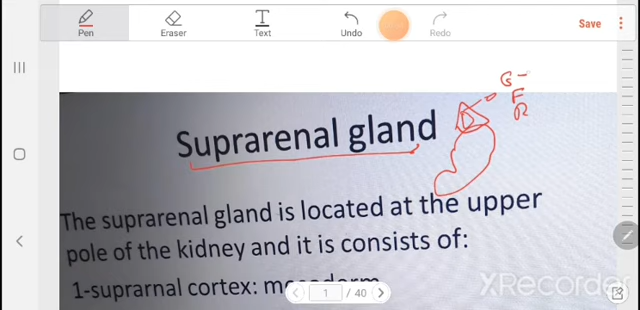 Pen Eraser Text Undo Redo Save
G -
F
R
Suprarenal gland
The suprarenal gland is located at the upper
pole of the kidney and it is consists of:
1-suprarnal cortex: mesoderm
1 / 40
XRecorder